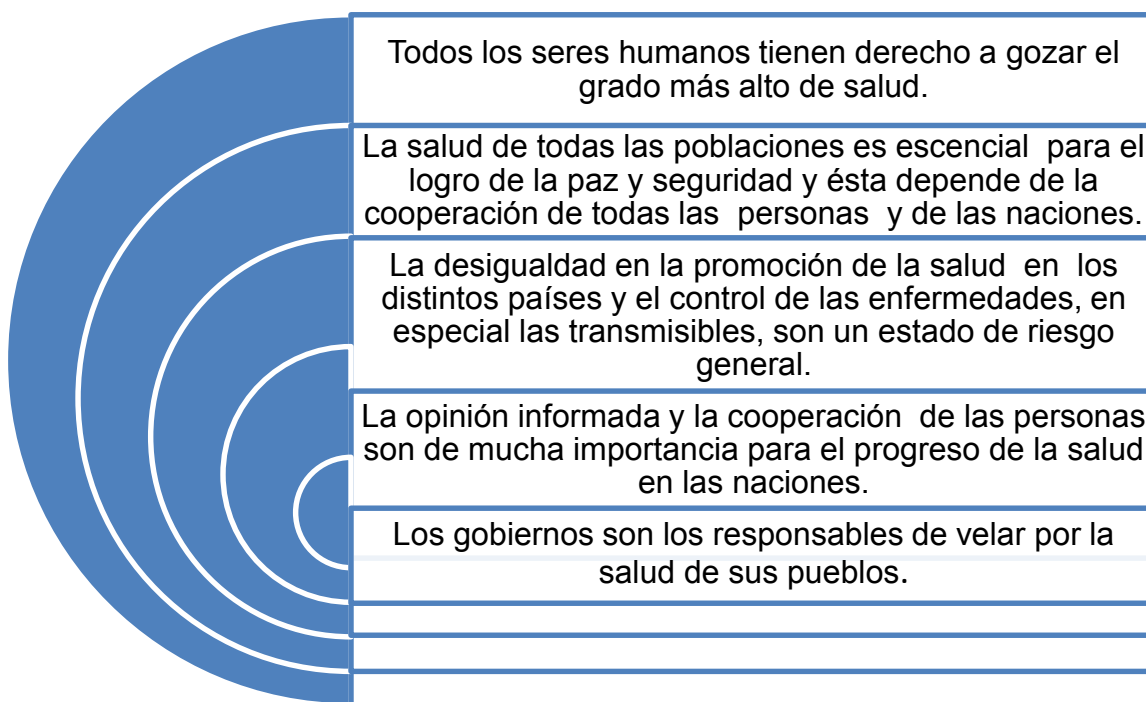 Todos los seres humanos tienen derecho a gozar el
grado más alto de salud.
La salud de todas las poblaciones es escencial para el
logro de la paz y seguridad y ésta depende de la
cooperación de todas las personas y de las naciones.
La desigualdad en la promoción de la salud en los
distintos países y el control de las enfermedades, en
especial las transmisibles, son un estado de riesgo
general.
La opinión informada y la cooperación de las personas
son de mucha importancia para el progreso de la salud
en las naciones.
Los gobiernos son los responsables de velar por la
salud de sus pueblos.